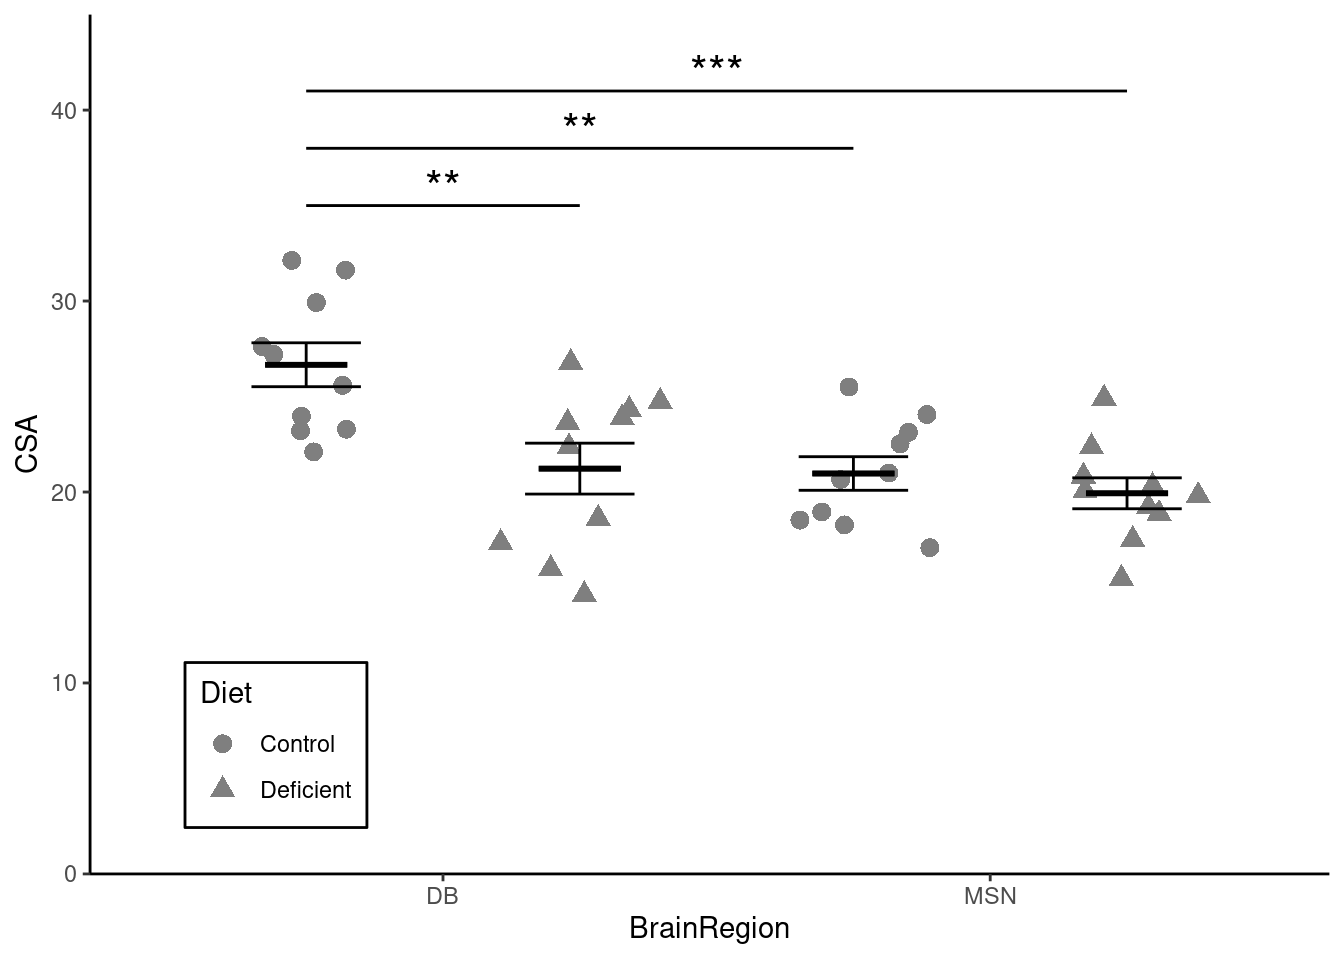 ***
40
**
**
30
CSA
20
10
Diet
Control
Deficient
0
DB MSN
BrainRegion